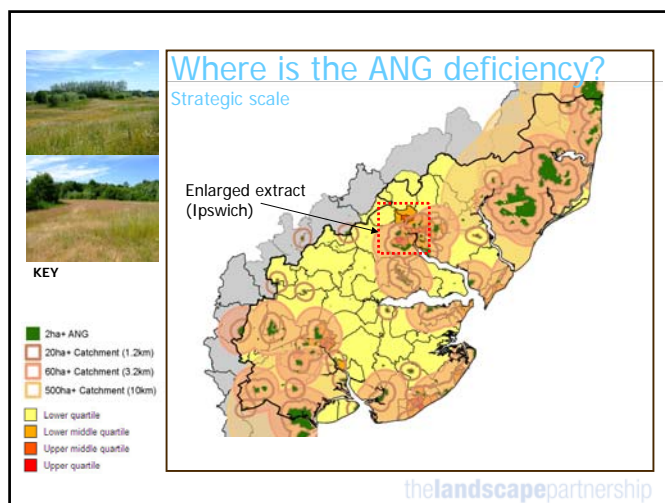 Where is the ANG deficiency?
Strategic scale
Enlarged extract
(Ipswich)
KEY
2ha+ ANG
20ha+ Catchment (1.2km)
60ha+ Catchment (3.2km)
500ha+ Catchment (10km)
Lower quartile
Lower middle quartile
Upper middle quartile
Upper quartile
thelandscapepartnership